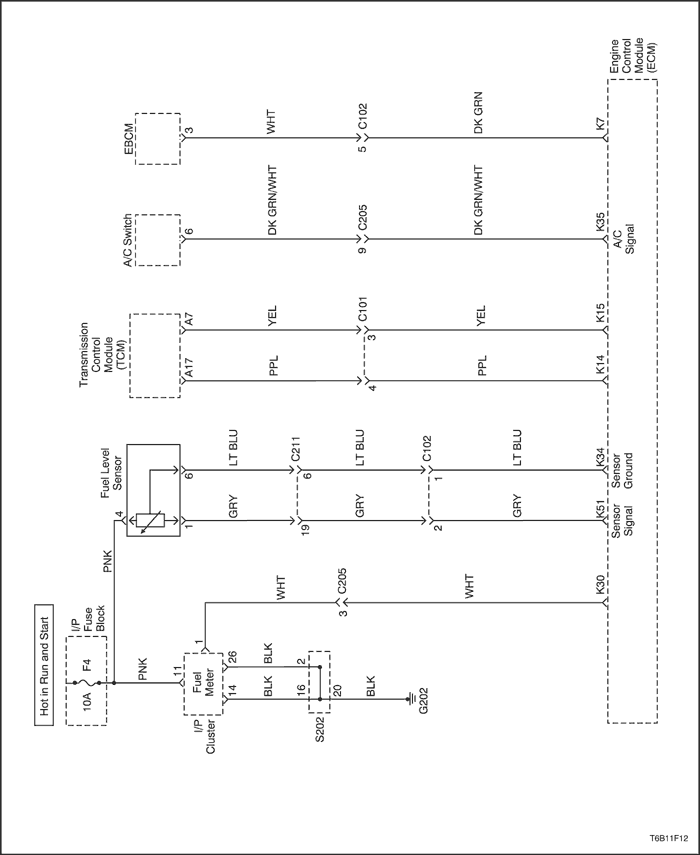 Hot in Run and Start
I/P
Fuse
Block
F4
10A
PNK
PNK
11
1
Fuel
Meter
I/P
Cluster
26
14
BLK
BLK
2
16
20
S202
BLK
G202
WHT
C205
3
WHT
K30
Fuel Level
Sensor
4
6
1
LT BLU
GRY
C211
6
19
LT BLU
GRY
C102
1
2
LT BLU
GRY
K34
Sensor
Ground
K51
Sensor
Signal
Transmission
Control
Module
(TCM)
A7
A17
YEL
PPL
C101
3
4
YEL
PPL
K15
K14
A/C Switch
6
DK GRN/WHT
C205
9
DK GRN/WHT
K35
A/C
Signal
EBCM
3
WHT
C102
5
DK GRN
K7
Engine
Control
Module
(ECM)
T6B11F12